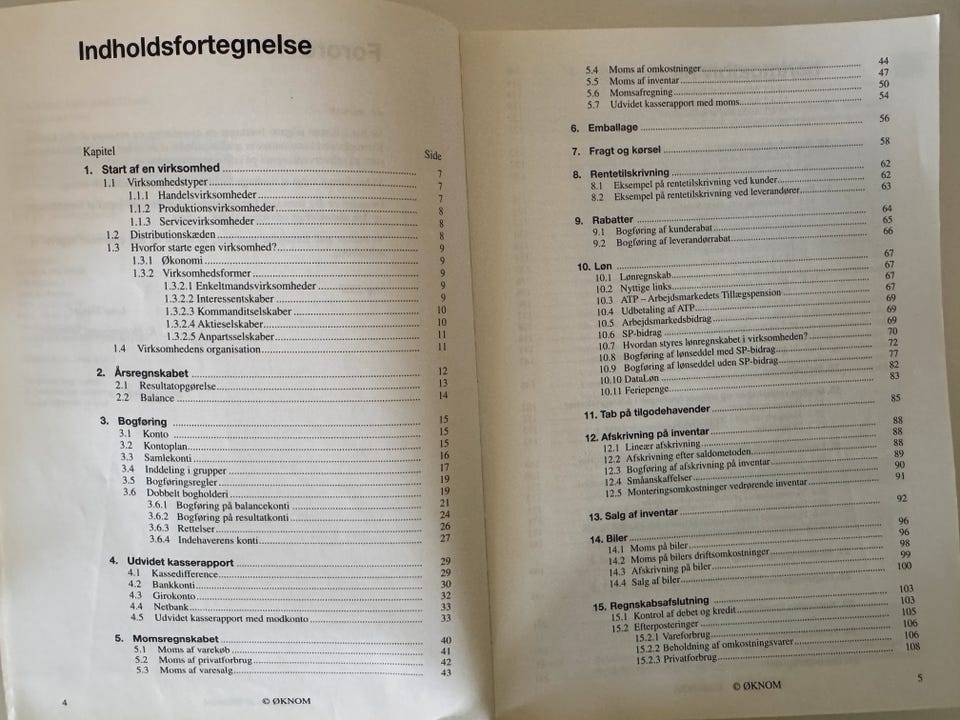 Indholdsfortegnelse
Kapitel Side
1. Start af en virksomhed 7
1.1 Virksomhedstyper 7
1.1.1 Handelsvirksomheder 7
1.1.2 Produktionsvirksomheder 8
1.1.3 Servicevirksomheder 8
1.2 Distributionskæden 8
1.3 Hvorfor starte egen virksomhed? 9
1.3.1 Økonomi 9
1.3.2 Virksomhedsformer 9
1.3.2.1 Enkeltmandsvirksomheder 9
1.3.2.2 Interessentskaber 9
1.3.2.3 Kommanditselskaber 10
1.3.2.4 Aktieselskaber 10
1.3.2.5 Anpartsselskaber 11
1.4 Virksomhedens organisation 11
2. Årsregnskabet 12
2.1 Resultatopgørelse 13
2.2 Balance 14
3. Bogføring 15
3.1 Konto 15
3.2 Kontoplan 15
3.3 Samlekonti 16
3.4 Inddeling i grupper 17
3.5 Bogføringsregler 19
3.6 Dobbelt bogholderi 19
3.6.1 Bogføring på balancekonti 21
3.6.2 Bogføring på resultatkonti 24
3.6.3 Rettelser 26
3.6.4 Indehaverens konti 27
4. Udvidet kasserapport 29
4.1 Kassedifference 29
4.2 Bankkonti 30
4.3 Girokonto 32
4.4 Netbank 33
4.5 Udvidet kasserapport med modkonto 33
5. Momsregnskabet 40
5.1 Moms af varekøb 41
5.2 Moms af privatforbrug 42
5.3 Moms af varesalg 43
4 © ØKNOM
5.4 Moms af omkostninger 44
5.5 Moms af inventar 47
5.6 Momsafregning 50
5.7 Udvidet kasserapport med moms 54
6. Emballage 56
7. Fragt og kørsel 58
8. Rentetilskrivning 62
8.1 Eksempel på rentetilskrivning ved kunder 62
8.2 Eksempel på rentetilskrivning ved leverandører 63
9. Rabatter 64
9.1 Bogføring af kunderabat 65
9.2 Bogføring af leverandørrabat 66
10. Løn 67
10.1 Lønregnskab 67
10.2 Nyttige links 67
10.3 ATP – Arbejdsmarkedets Tillægspension 67
10.4 Udbetaling af ATP 69
10.5 Arbejdsmarkedsbidrag 69
10.6 SP-bidrag 69
10.7 Hvordan styres lønregnskabet i virksomheden? 70
10.8 Bogføring af lønseddel med SP-bidrag 72
10.9 Bogføring af lønseddel uden SP-bidrag 77
10.10 DataLøn 82
10.11 Feriepenge 83
11. Tab på tilgodehavender 85
12. Afskrivning på inventar 88
12.1 Lineær afskrivning 88
12.2 Afskrivning efter saldometoden 88
12.3 Bogføring af afskrivning på inventar 89
12.4 Småanskaffelser 90
12.5 Monteringsomkostninger vedrørende inventar 91
13. Salg af inventar 92
14. Biler 96
14.1 Moms på biler 96
14.2 Moms på bilers driftsomkostninger 98
14.3 Afskrivning på biler 99
14.4 Salg af biler 100
15. Regnskabsafslutning 103
15.1 Kontrol af debet og kredit 103
15.2 Efterposteringer 105
15.2.1 Vareforbrug 106
15.2.2 Beholdning af omkostningsvarer 106
15.2.3 Privatforbrug 108
© ØKNOM 5